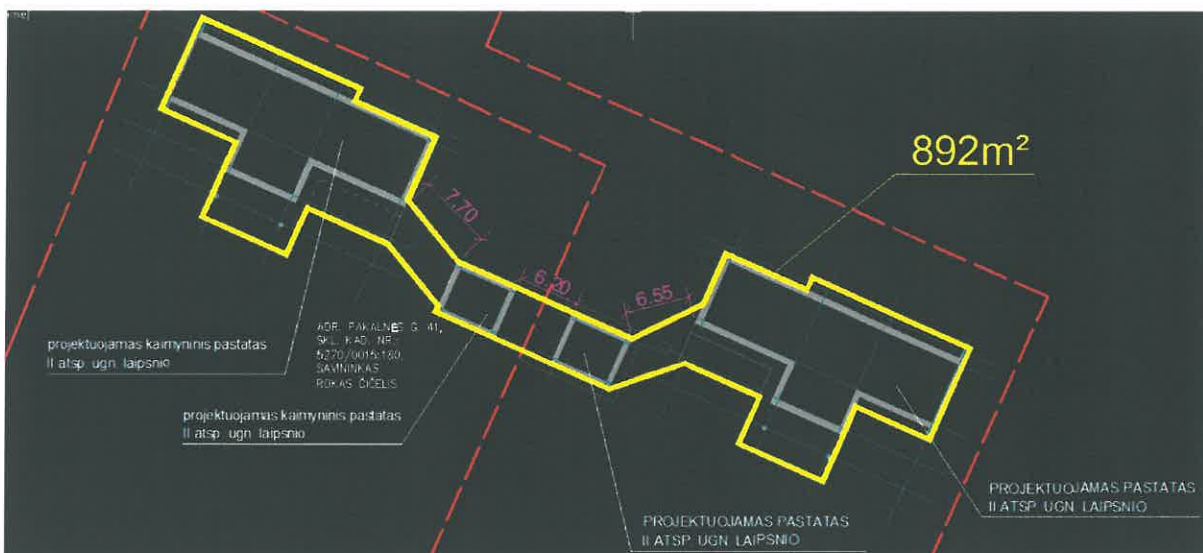 892m²
7.70
6.20
6.55
ADR. PAKALNĖS G. 41,
SKL. KAD. NR.:
5270/0015:160,
SAVININKAS
ROKAS ČIČELIS
projektuojamas kaimyninis pastatas
II atsp. ugn. laipsnio
projektuojamas kaimyninis pastatas
II atsp. ugn. laipsnio
PROJEKTUOJAMAS PASTATAS
II ATSP. UGN. LAIPSNIO
PROJEKTUOJAMAS PASTATAS
II ATSP. UGN. LAIPSNIO